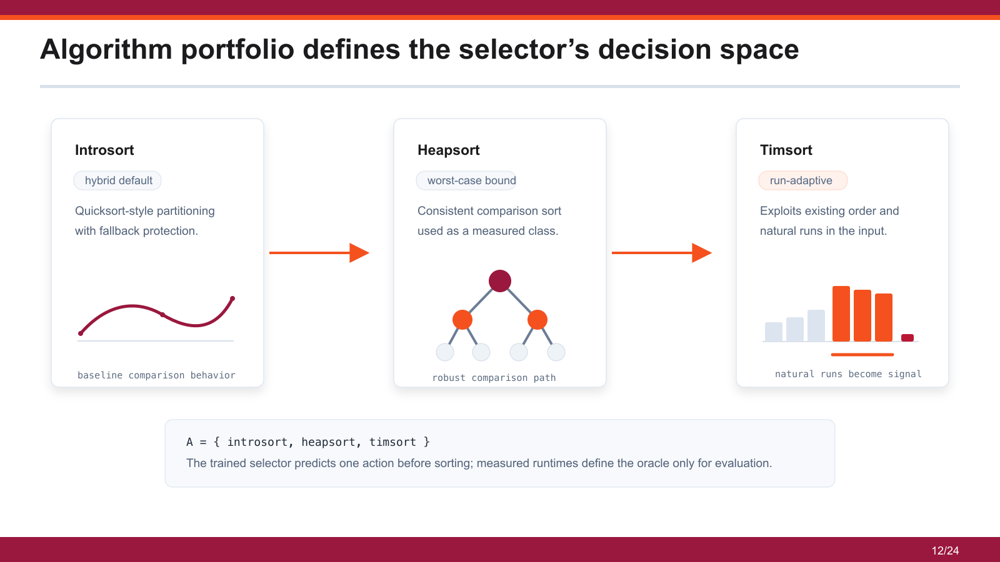 Algorithm portfolio defines the selector’s decision space
Introsort
hybrid default
Quicksort-style partitioning
with fallback protection.
baseline comparison behavior
Heapsort
worst-case bound
Consistent comparison sort
used as a measured class.
robust comparison path
Timsort
run-adaptive
Exploits existing order and
natural runs in the input.
natural runs become signal
A = { introsort, heapsort, timsort }
The trained selector predicts one action before sorting; measured runtimes define the oracle only for evaluation.
12/24